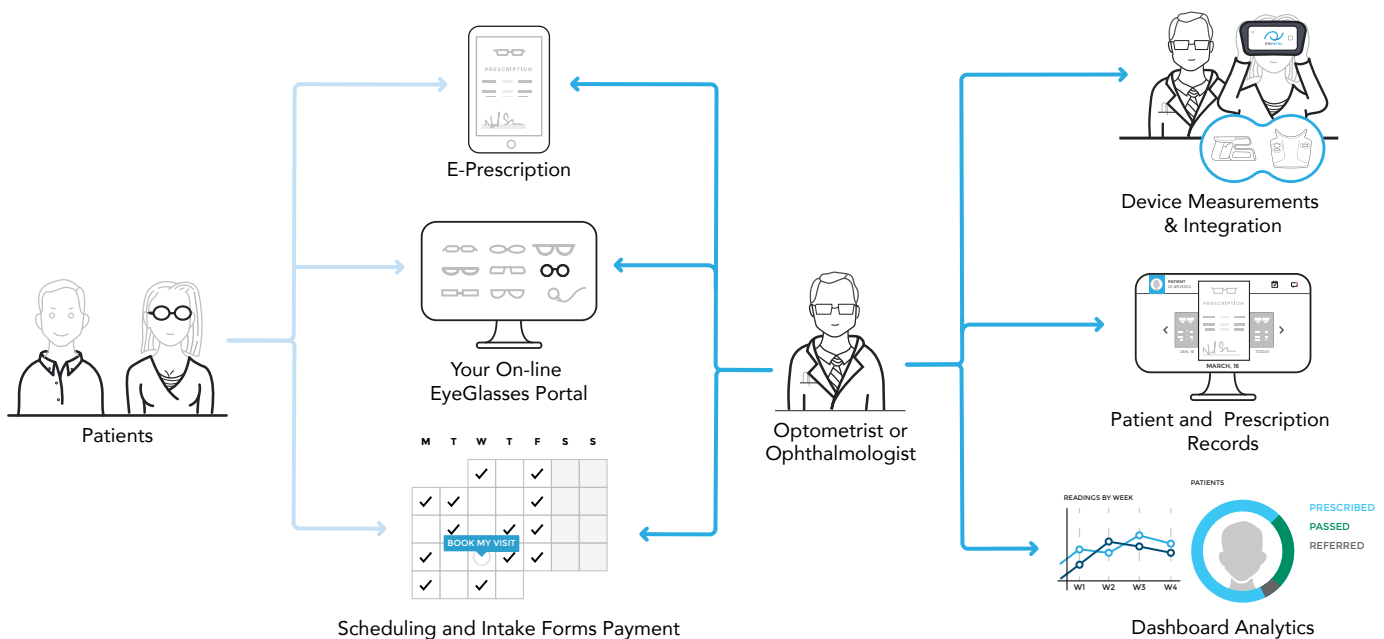 PRESCRIPTION
E-Prescription
Your On-line
EyeGlasses Portal
Patients
M T W T F S S
BOOK MY VISIT
Scheduling and Intake Forms Payment
Optometrist or
Ophthalmologist
Device Measurements
& Integration
PATIENT
PRESCRIPTION
JAN, 16
TODAY
MARCH, 16
Patient and Prescription
Records
READINGS BY WEEK
W1 W2 W3 W4
PATIENTS
PRESCRIBED
PASSED
REFERRED
Dashboard Analytics